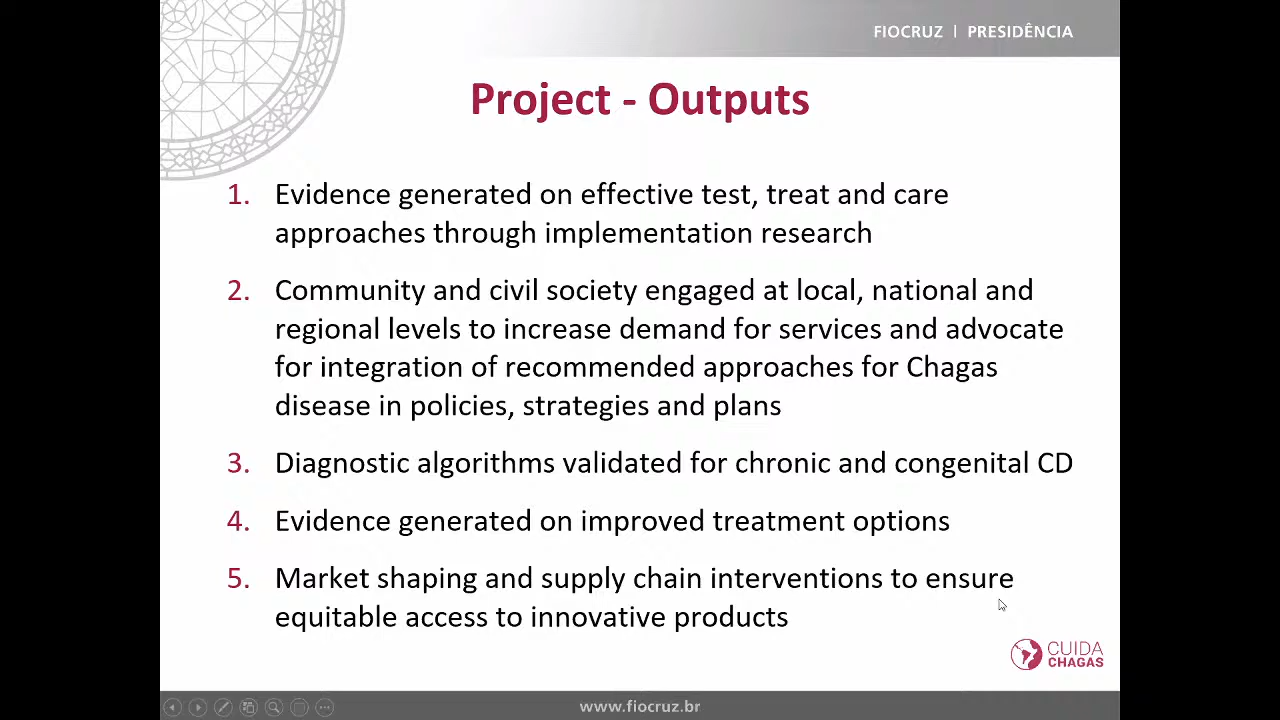 FIOCRUZ | PRESIDÊNCIA
Project - Outputs
1. Evidence generated on effective test, treat and care
approaches through implementation research
2. Community and civil society engaged at local, national and
regional levels to increase demand for services and advocate
for integration of recommended approaches for Chagas
disease in policies, strategies and plans
3. Diagnostic algorithms validated for chronic and congenital CD
4. Evidence generated on improved treatment options
5. Market shaping and supply chain interventions to ensure
equitable access to innovative products
CUIDA
CHAGAS
www.fiocruz.br